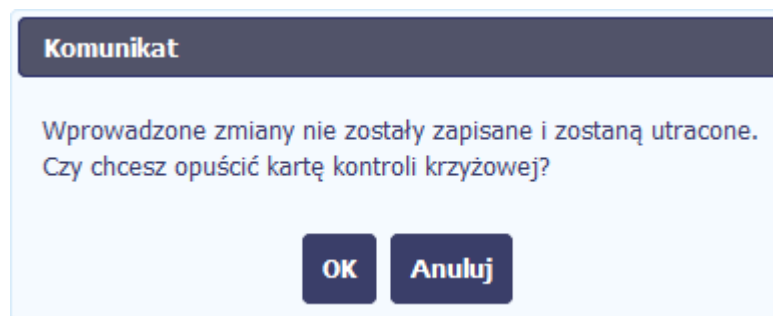 Komunikat
Wprowadzone zmiany nie zostały zapisane i zostaną utracone.
Czy chcesz opuścić kartę kontroli krzyżowej?
OK Anuluj